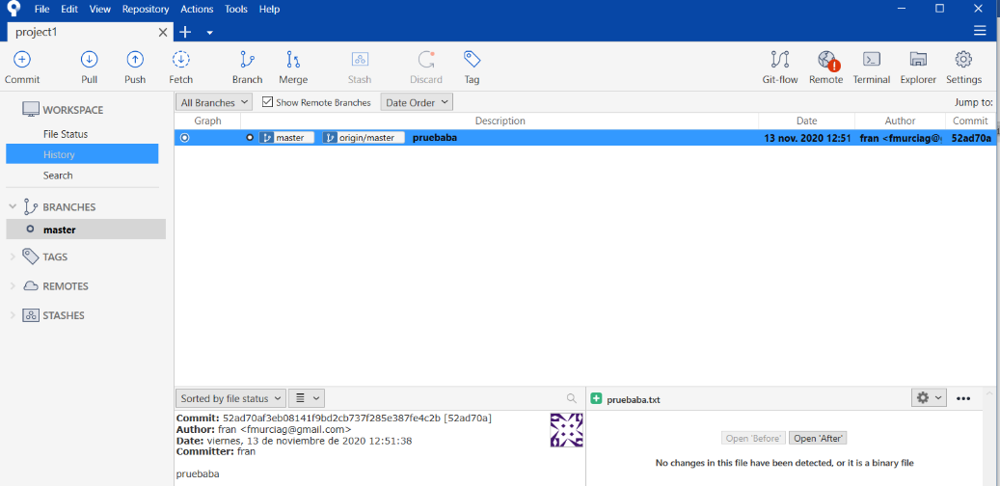 File Edit View Repository Actions Tools Help
project1
Commit Pull Push Fetch Branch Merge Stash Discard Tag Git-flow Remote Terminal Explorer Settings
WORKSPACE
File Status
History
Search
BRANCHES
master
TAGS
REMOTES
STASHES
All Branches Show Remote Branches Date Order Jump to:
Graph Description Date Author Commit
master origin/master pruebaba 13 nov. 2020 12:51 fran <fmurciag@ 52ad70a
Sorted by file status
Commit: 52ad70af3eb08141f9bd2cb737f285e387fe4c2b [52ad70a]
Author: fran <fmurciag@gmail.com>
Date: viernes, 13 de noviembre de 2020 12:51:38
Committer: fran
pruebaba
pruebaba.txt
Open 'Before' Open 'After'
No changes in this file have been detected, or it is a binary file